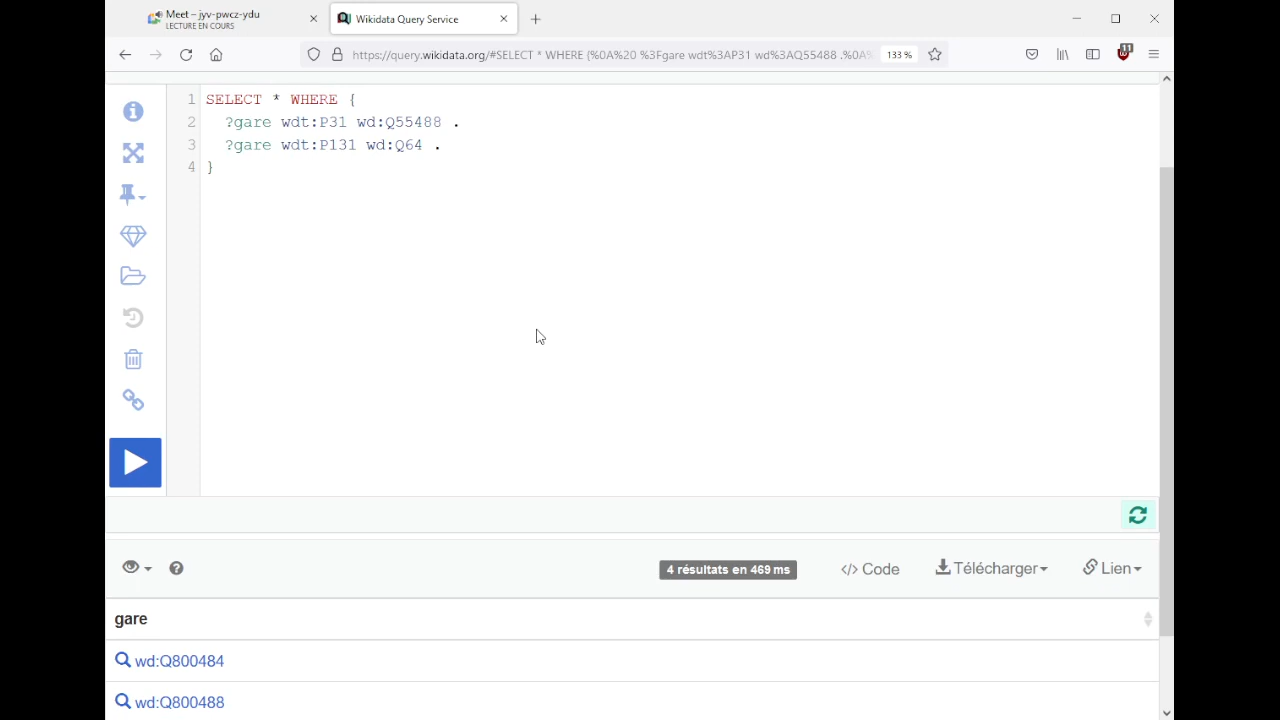 Meet – jyv-pwcz-ydu
LECTURE EN COURS
Wikidata Query Service
https://query.wikidata.org/#SELECT * WHERE {%0A%20 %3Fgare wdt%3AP31 wd%3AQ55488 .%0A%
133 %
11
1 SELECT * WHERE {
2 ?gare wdt:P31 wd:Q55488 .
3 ?gare wdt:P131 wd:Q64 .
4 }
4 résultats en 469 ms
</> Code
Télécharger
Lien
gare
wd:Q800484
wd:Q800488